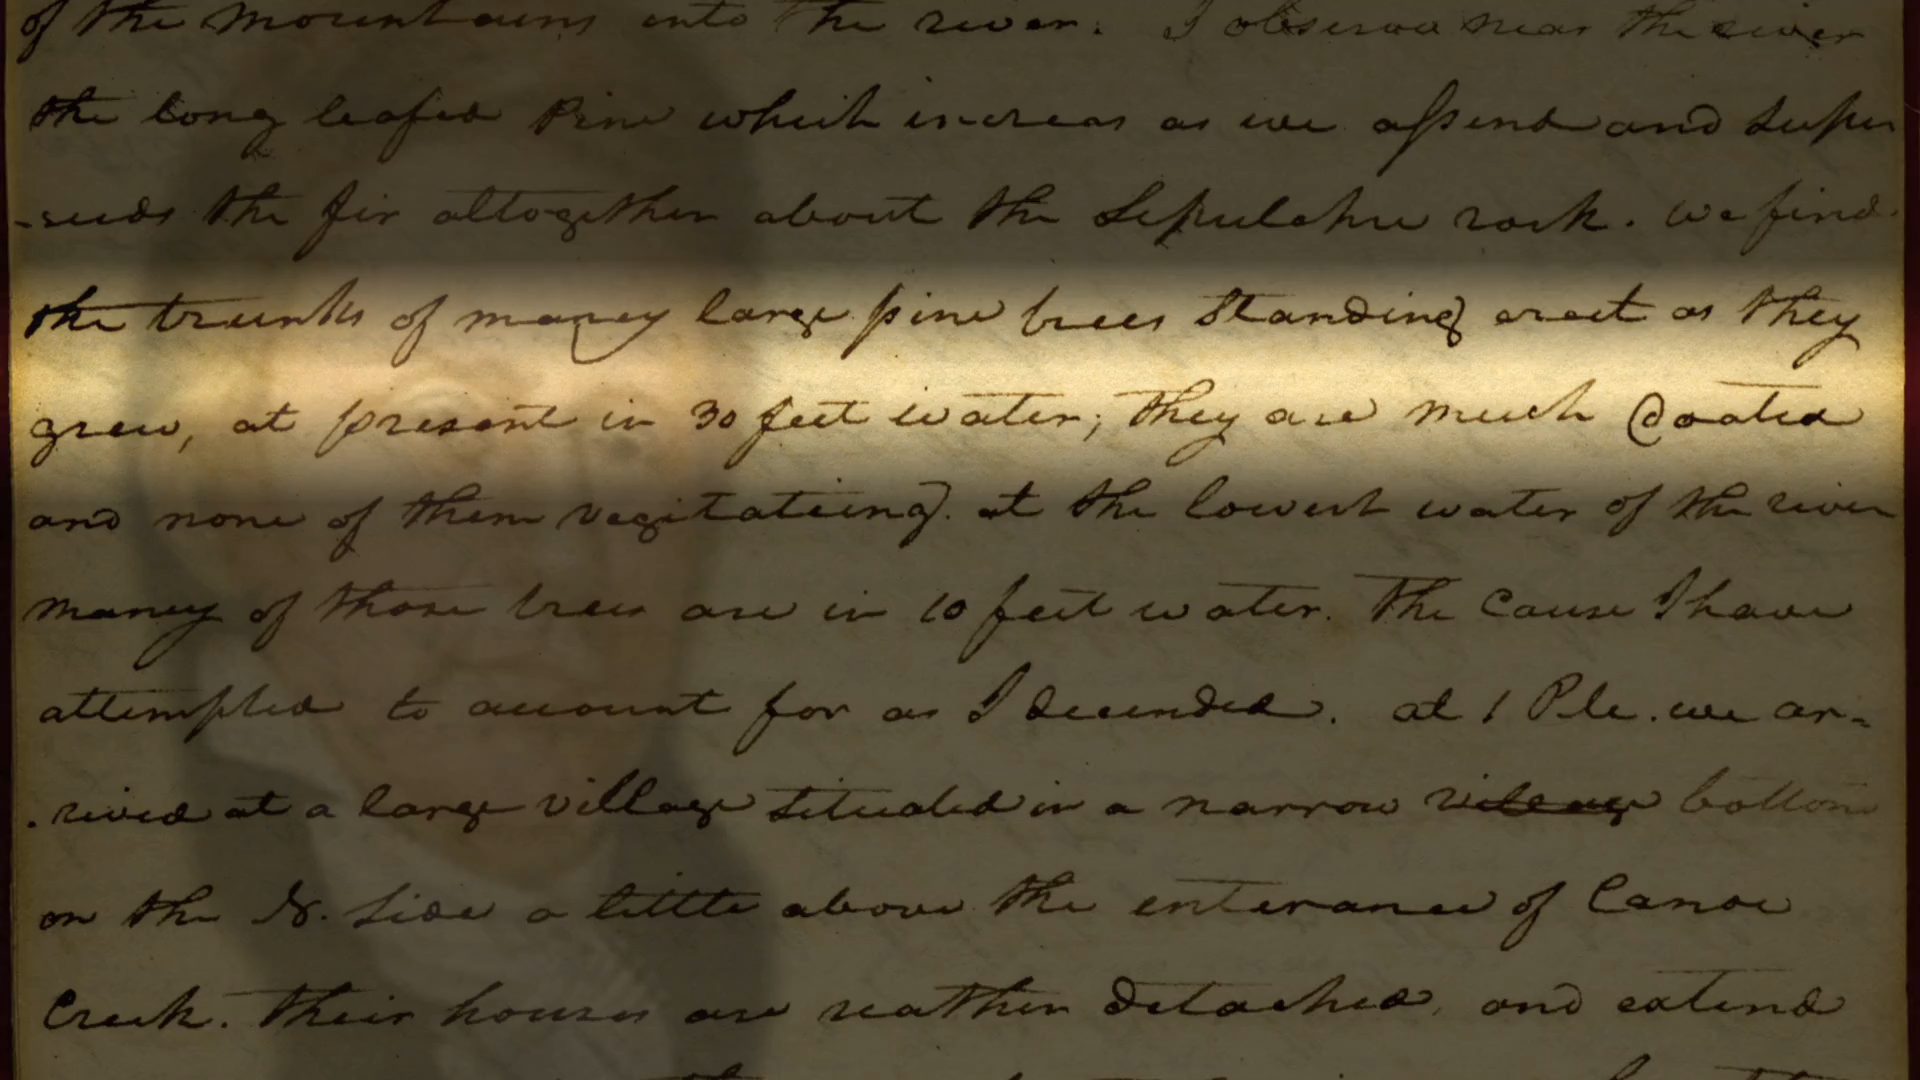 of the mountains into the river. I observe near the river
the long leafed Pine which increas as we assend and super
-seeds the fir altogether about the Sepulchre rock. we find
the trunks of maney large pine trees standing erect as they
grew, at present in 30 feet water; they are much doated
and none of them vegitateing. at the lowest water of the river
maney of those trees are in 10 feet water. The cause I have
attempted to account for as I decended. at 1 P.M. we ar=
. rived at a large village situated in a narrow village bottom
on the N. side a little above the enterance of Canoe
Creek. their houses are reather detached, and extend